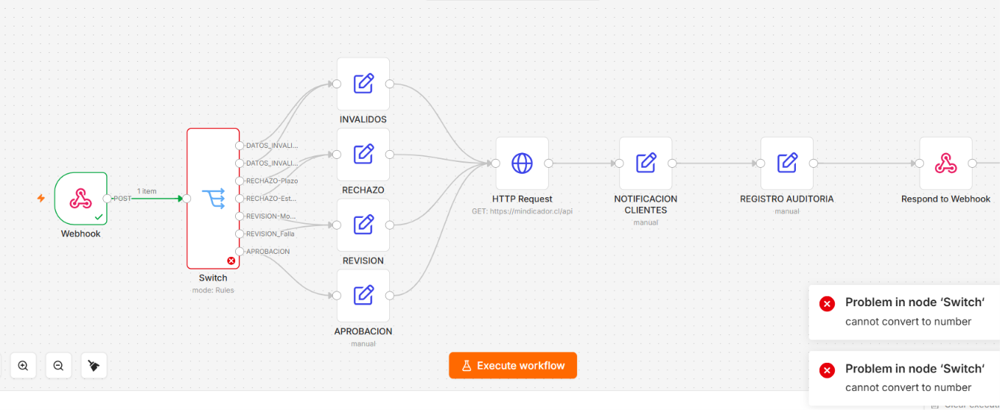 INVALIDOS
DATOS_INVALI...
DATOS_INVALI...
RECHAZO-Plazo
RECHAZO-Est...
REVISION-Mo...
REVISION_Falla
APROBACION
POST
1 item
Webhook
Switch
mode: Rules
RECHAZO
REVISION
APROBACION
manual
HTTP Request
GET: https://mindicador.cl/api
NOTIFICACION
CLIENTES
manual
REGISTRO AUDITORIA
manual
Respond to Webhook
Execute workflow
Problem in node ‘Switch‘
cannot convert to number
Problem in node ‘Switch‘
cannot convert to number